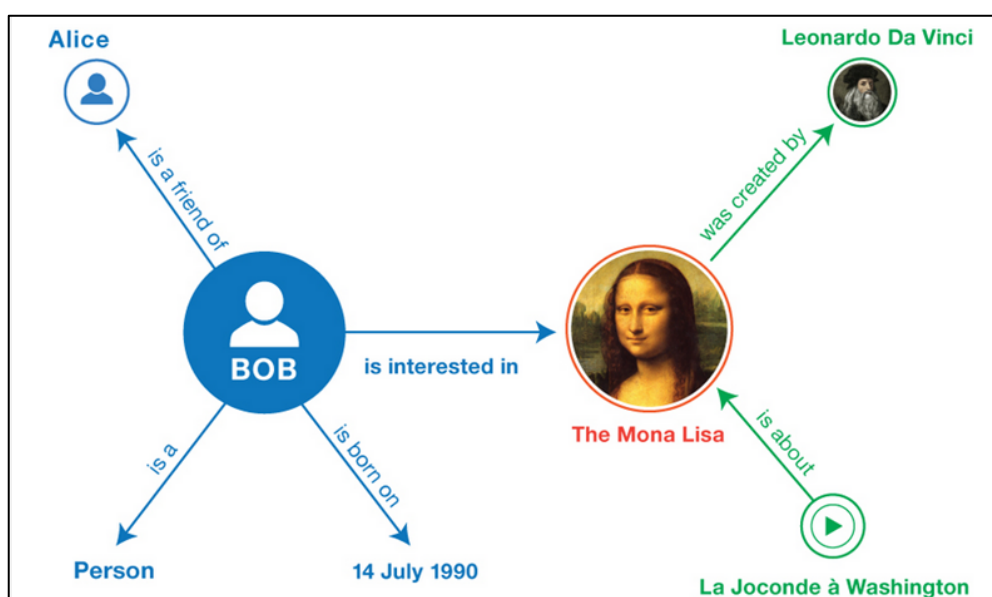 Alice
Leonardo Da Vinci
is a friend of
was created by
BOB
is interested in
The Mona Lisa
is a
is born on
is about
Person
14 July 1990
La Joconde à Washington